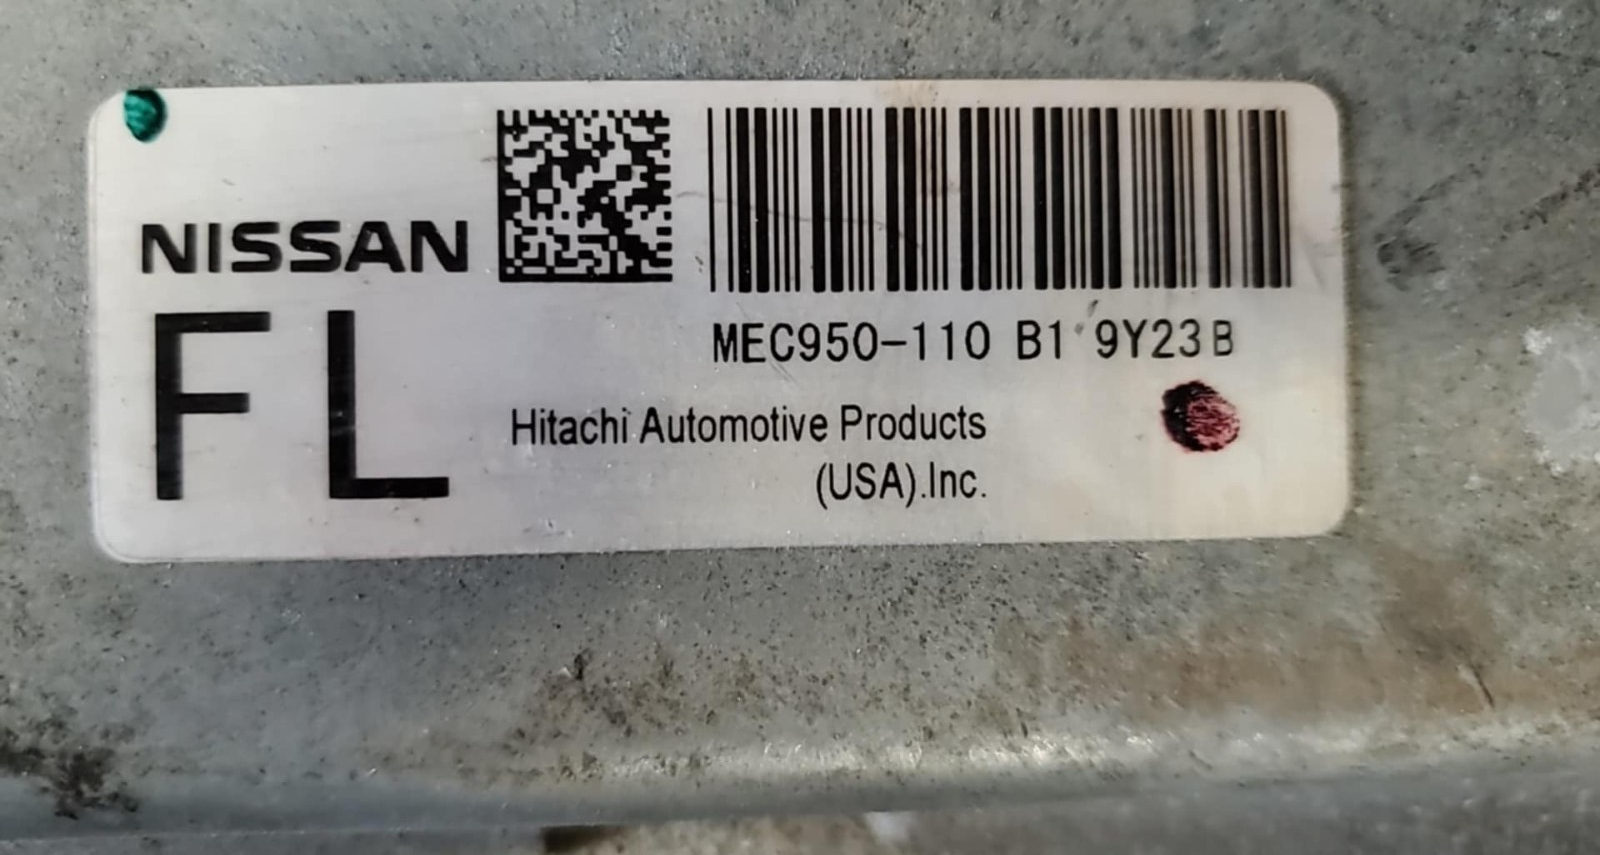 NISSAN
FL
MEC950-110 B1 9Y23B
Hitachi Automotive Products
(USA).Inc.